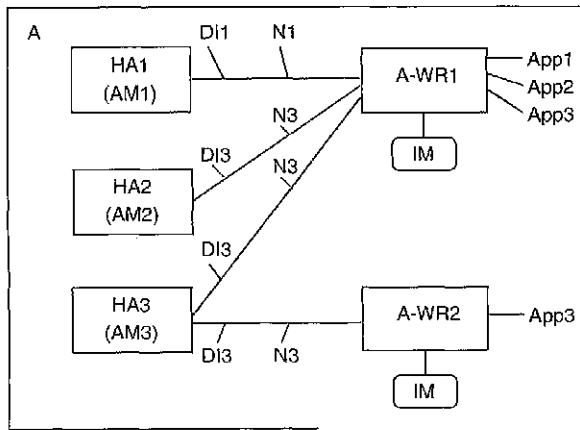 A
HA1
(AM1)
DI1
N1
A-WR1
App1
App2
App3
IM
HA2
(AM2)
DI3
N3
N3
DI3
HA3
(AM3)
DI3
N3
A-WR2
App3
IM